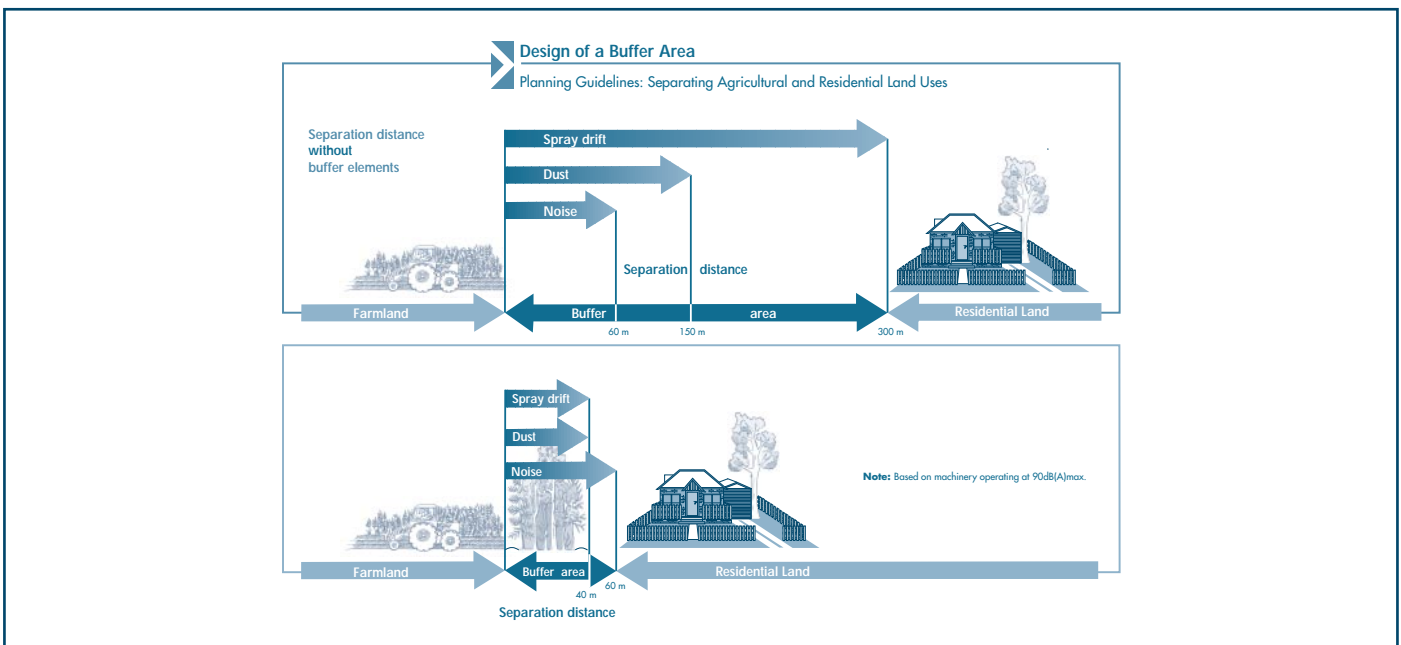 Design of a Buffer Area
Planning Guidelines: Separating Agricultural and Residential Land Uses
Separation distance
without
buffer elements
Spray drift
Dust
Noise
Separation distance
Farmland
Buffer area
Residential Land
60 m
150 m
300 m
Spray drift
Dust
Noise
Note: Based on machinery operating at 90dB(A)max.
Farmland
Buffer area
Residential Land
40 m
60 m
Separation distance